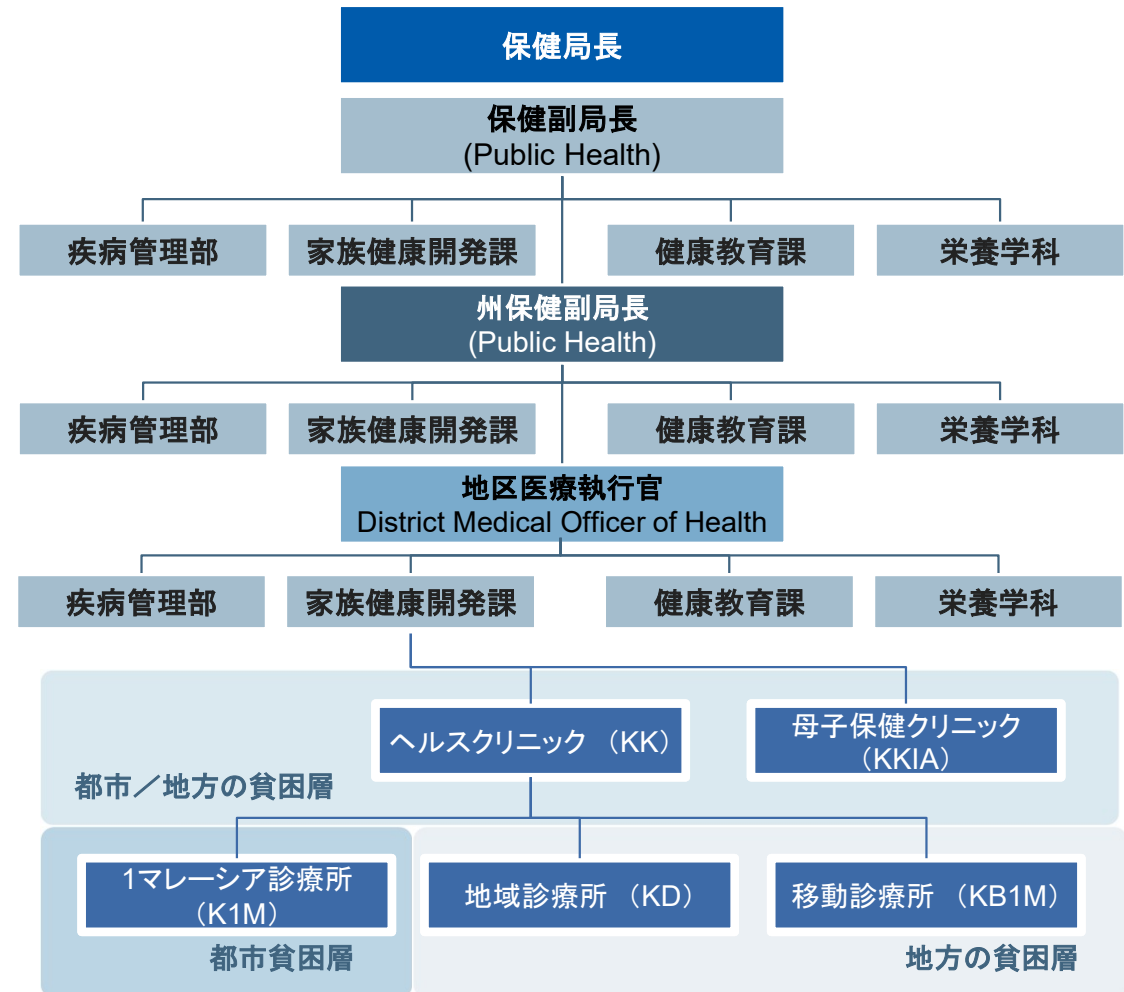 保健局長
保健副局長
(Public Health)
疾病管理部
家族健康開発課
健康教育課
栄養学科
州保健副局長
(Public Health)
疾病管理部
家族健康開発課
健康教育課
栄養学科
地区医療執行官
District Medical Officer of Health
疾病管理部
家族健康開発課
健康教育課
栄養学科
ヘルスクリニック （KK）
母子保健クリニック
（KKIA）
都市／地方の貧困層
1マレーシア診療所
（K1M）
地域診療所 （KD）
移動診療所 （KB1M）
都市貧困層
地方の貧困層